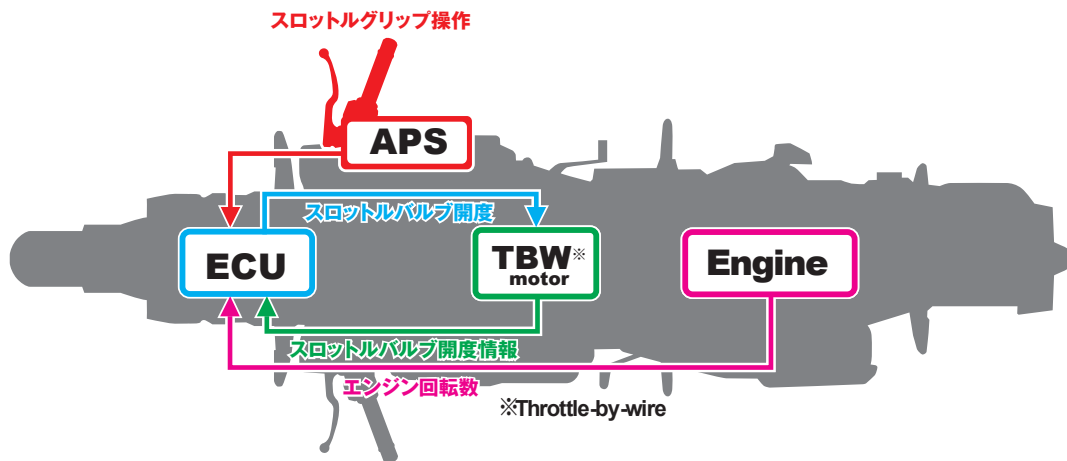 スロットルグリップ操作
APS
スロットルバルブ開度
ECU
TBW※
motor
Engine
スロットルバルブ開度情報
エンジン回転数
※Throttle-by-wire